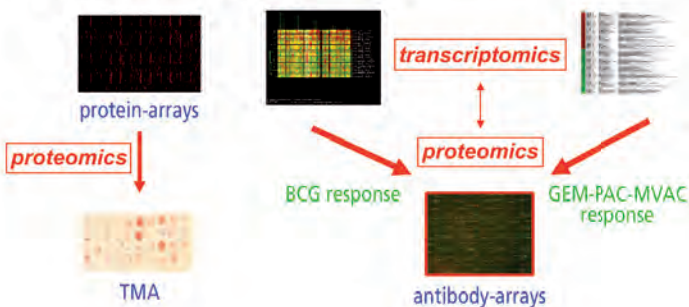 transcriptomics
protein-arrays
proteomics
proteomics
BCG response
GEM-PAC-MVAC
response
TMA
antibody-arrays